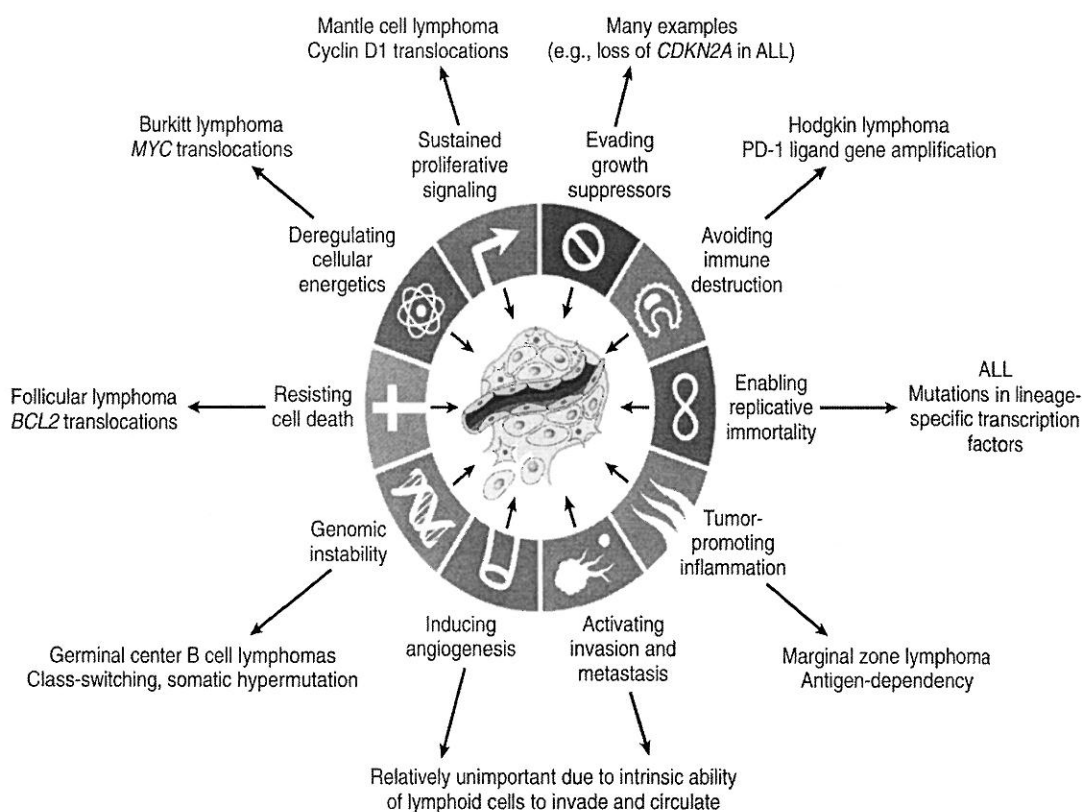 Mantle cell lymphoma
Cyclin D1 translocations
Many examples
(e.g., loss of CDKN2A in ALL)
Burkitt lymphoma
MYC translocations
Sustained
proliferative
signaling
Evading
growth
suppressors
Hodgkin lymphoma
PD-1 ligand gene amplification
Deregulating
cellular
energetics
Avoiding
immune
destruction
Follicular lymphoma
BCL2 translocations
Resisting
cell death
Enabling
replicative
immortality
ALL
Mutations in lineage-
specific transcription
factors
Genomic
instability
Tumor-
promoting
inflammation
Inducing
angiogenesis
Activating
invasion and
metastasis
Germinal center B cell lymphomas
Class-switching, somatic hypermutation
Marginal zone lymphoma
Antigen-dependency
Relatively unimportant due to intrinsic ability
of lymphoid cells to invade and circulate